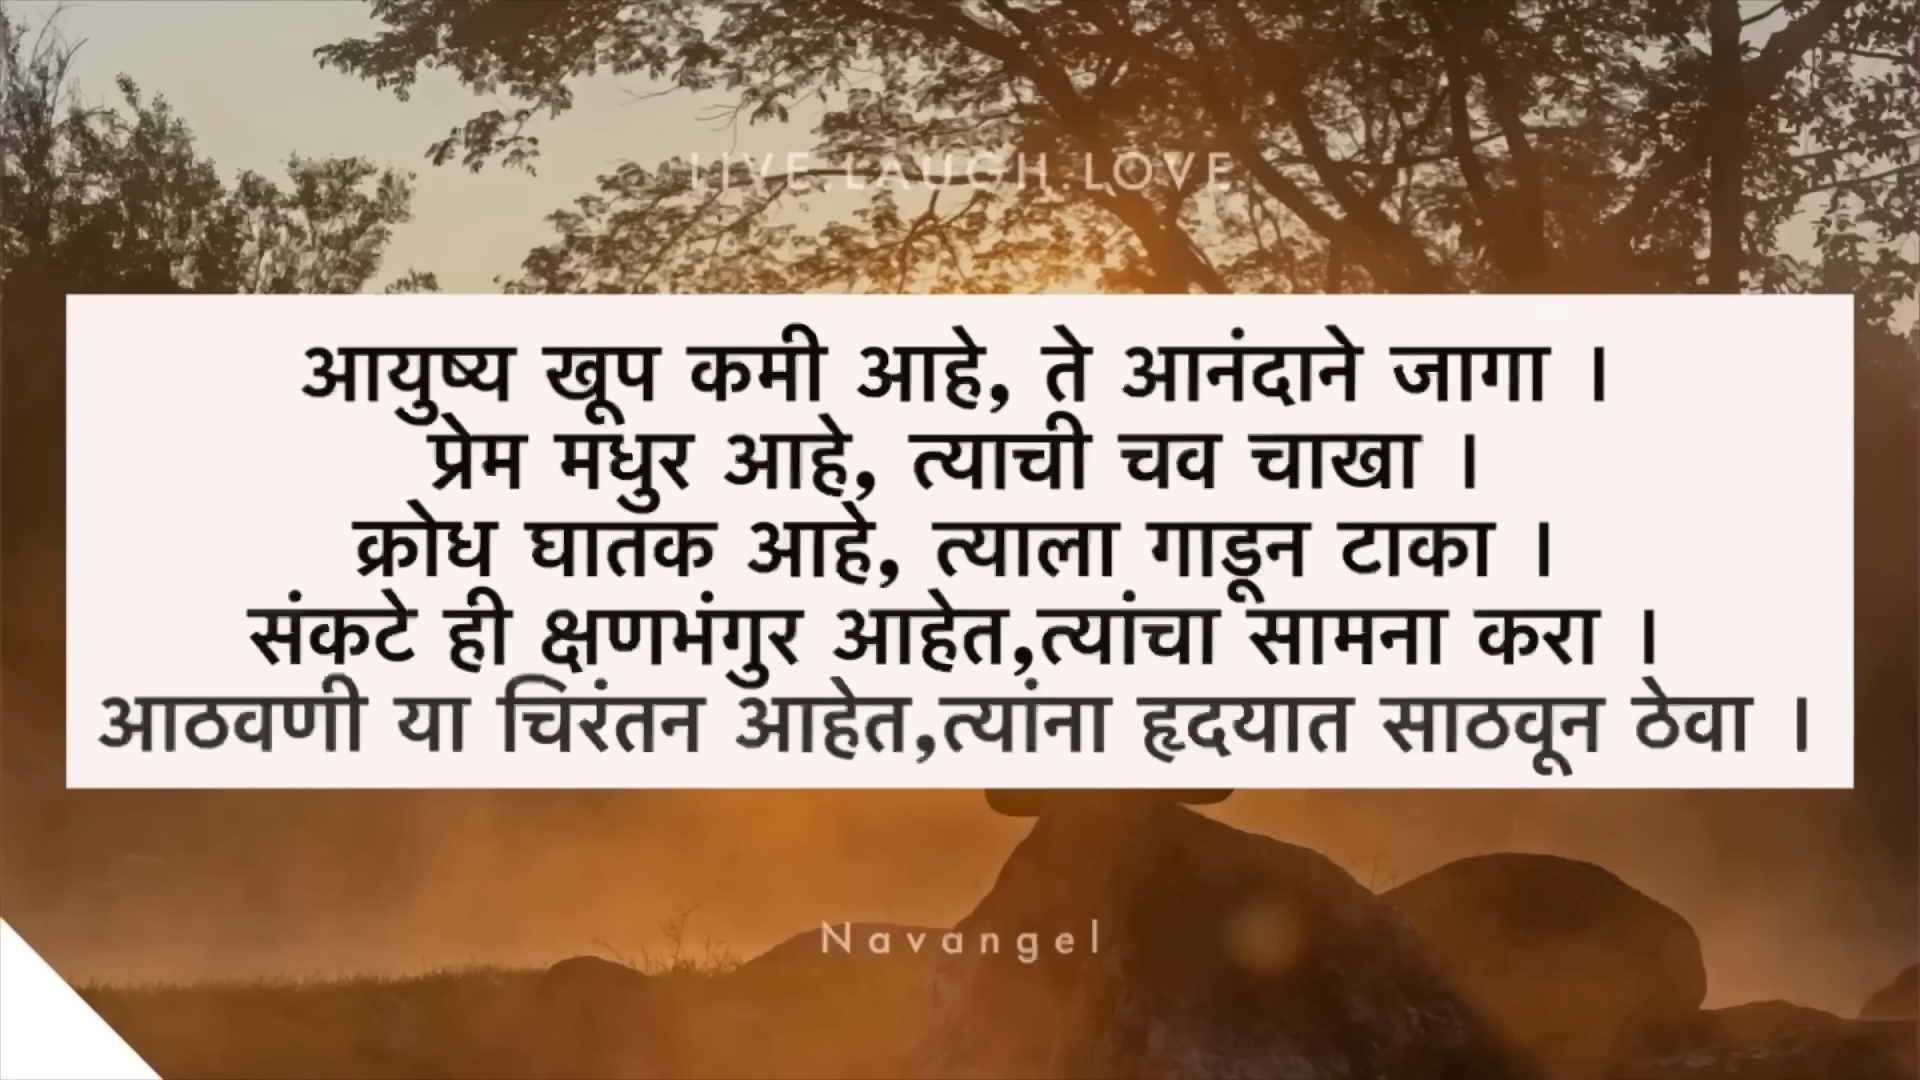 LIVE.LAUGH.LOVE
आयुष्य खूप कमी आहे, ते आनंदाने जागा ।
प्रेम मधुर आहे, त्याची चव चाखा ।
क्रोध घातक आहे, त्याला गाडून टाका ।
संकटे ही क्षणभंगुर आहेत,त्यांचा सामना करा ।
आठवणी या चिरंतन आहेत,त्यांना हृदयात साठवून ठेवा ।
Navangel